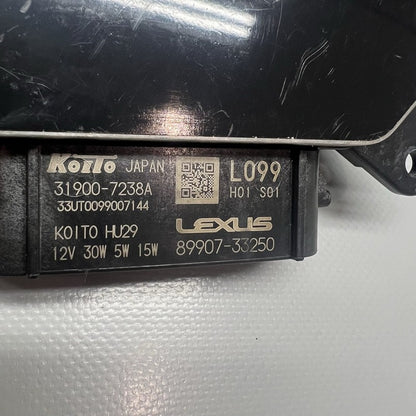 Koito JAPAN
31900-7238A
33UT0099007144
KOITO HU29
12V 30W 5W 15W
L099
H01 S01
LEXUS
89907-33250